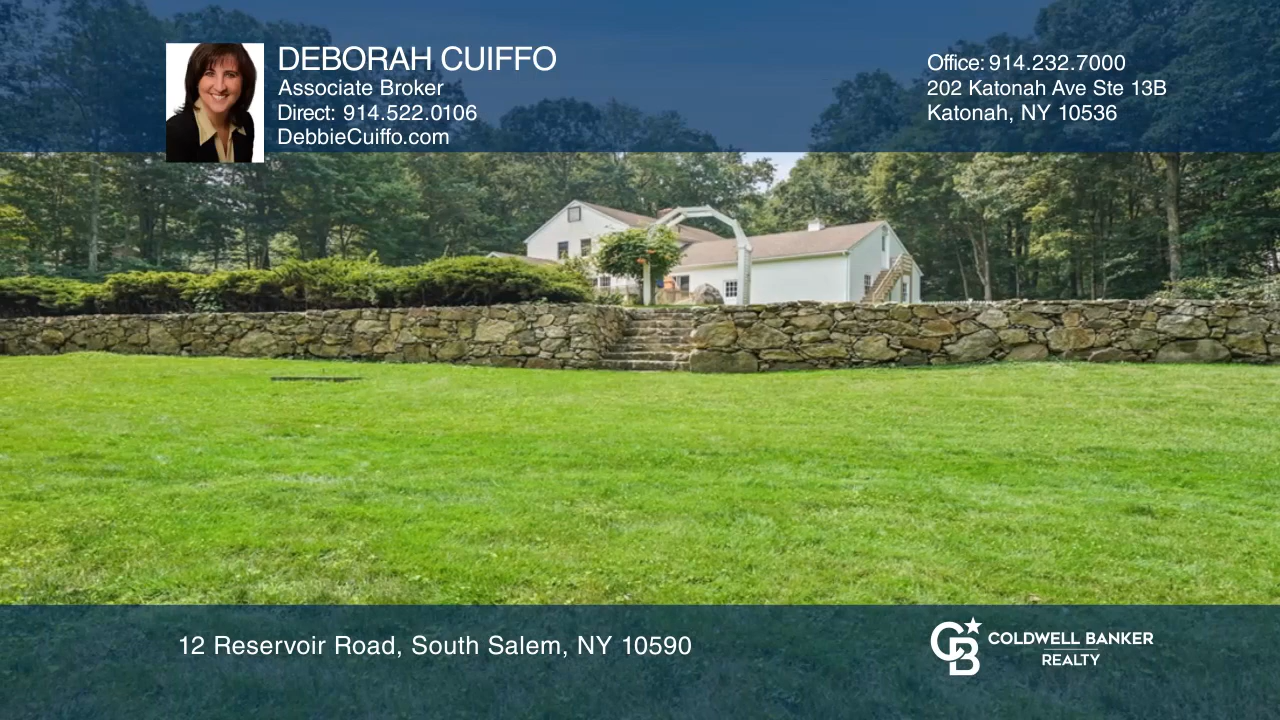 DEBORAH CUIFFO
Associate Broker
Direct: 914.522.0106
DebbieCuiffo.com
Office: 914.232.7000
202 Katonah Ave Ste 13B
Katonah, NY 10536
12 Reservoir Road, South Salem, NY 10590
CB
COLDWELL BANKER
REALTY